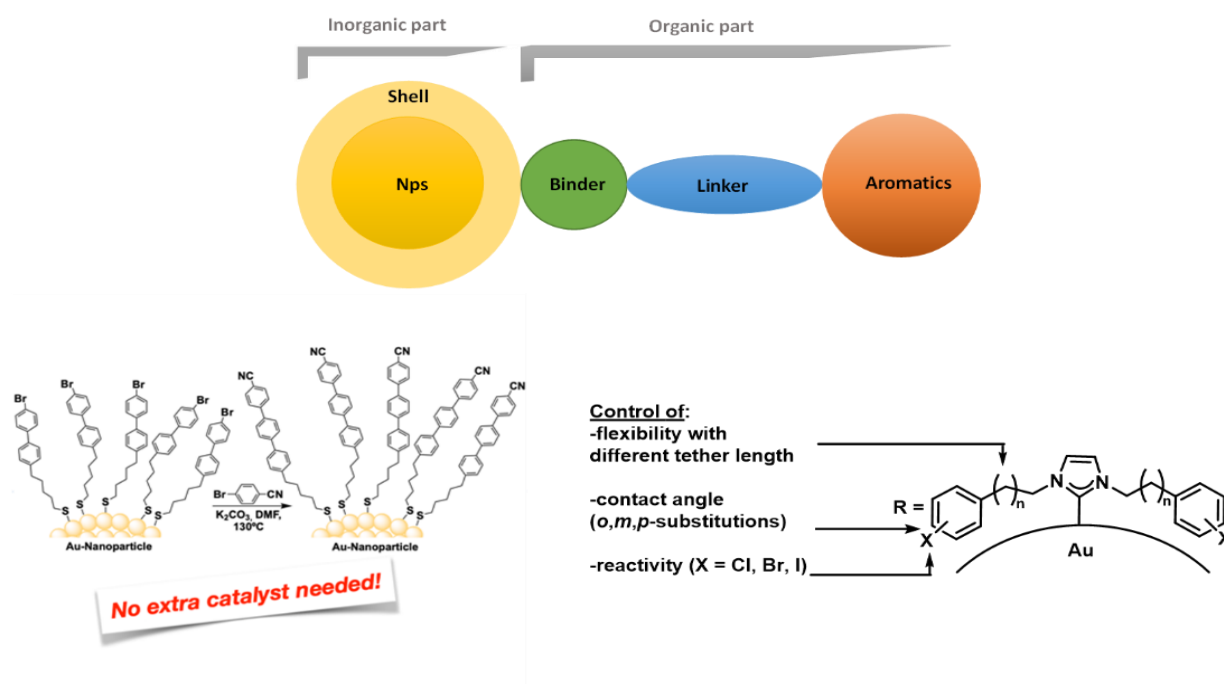 Inorganic part
Organic part
Shell
Nps
Binder
Linker
Aromatics
Br
Br
Br
Br
Br
S
S
S
S
S
Au-Nanoparticle
Br
CN
K₂CO₃, DMF,
130ºC
NC
NC
CN
CN
CN
S
S
S
S
S
Au-Nanoparticle
No extra catalyst needed!
Control of:
-flexibility with
different tether length
-contact angle
(o,m,p-substitutions)
-reactivity (X = Cl, Br, I)
R =
X
n
N
N
n
X
Au